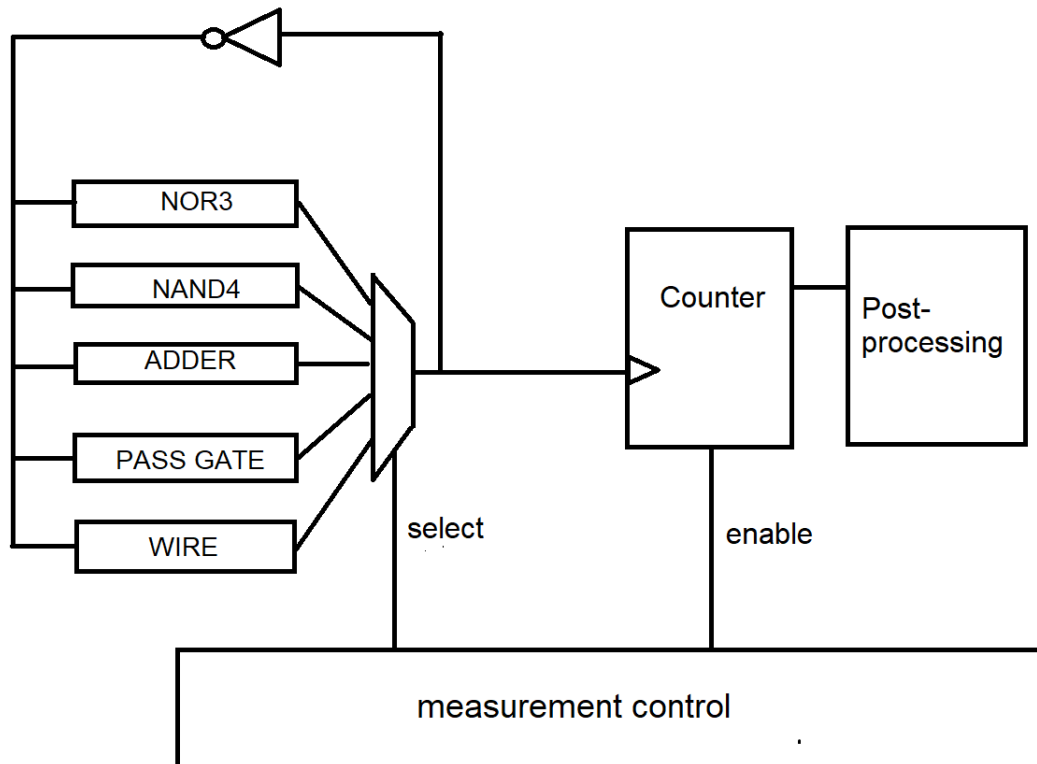 NOR3
NAND4
ADDER
PASS GATE
WIRE
select
Counter
Post-
processing
enable
measurement control